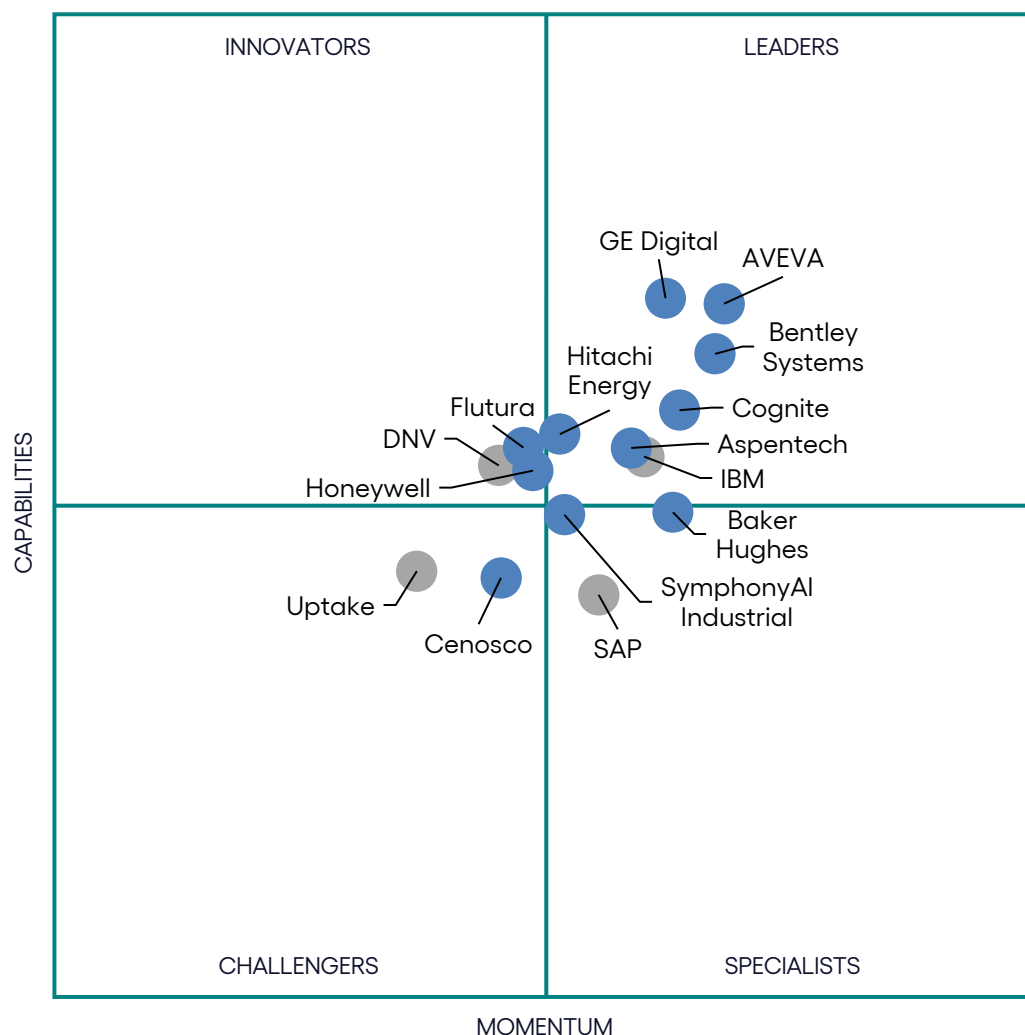 INNOVATORS
LEADERS
GE Digital
AVEVA
Bentley
Systems
Hitachi
Energy
Flutura
Cognite
DNV
Aspentech
Honeywell
IBM
CAPABILITIES
Baker
Hughes
Uptake
SymphonyAI
Industrial
Cenosco
SAP
CHALLENGERS
SPECIALISTS
MOMENTUM